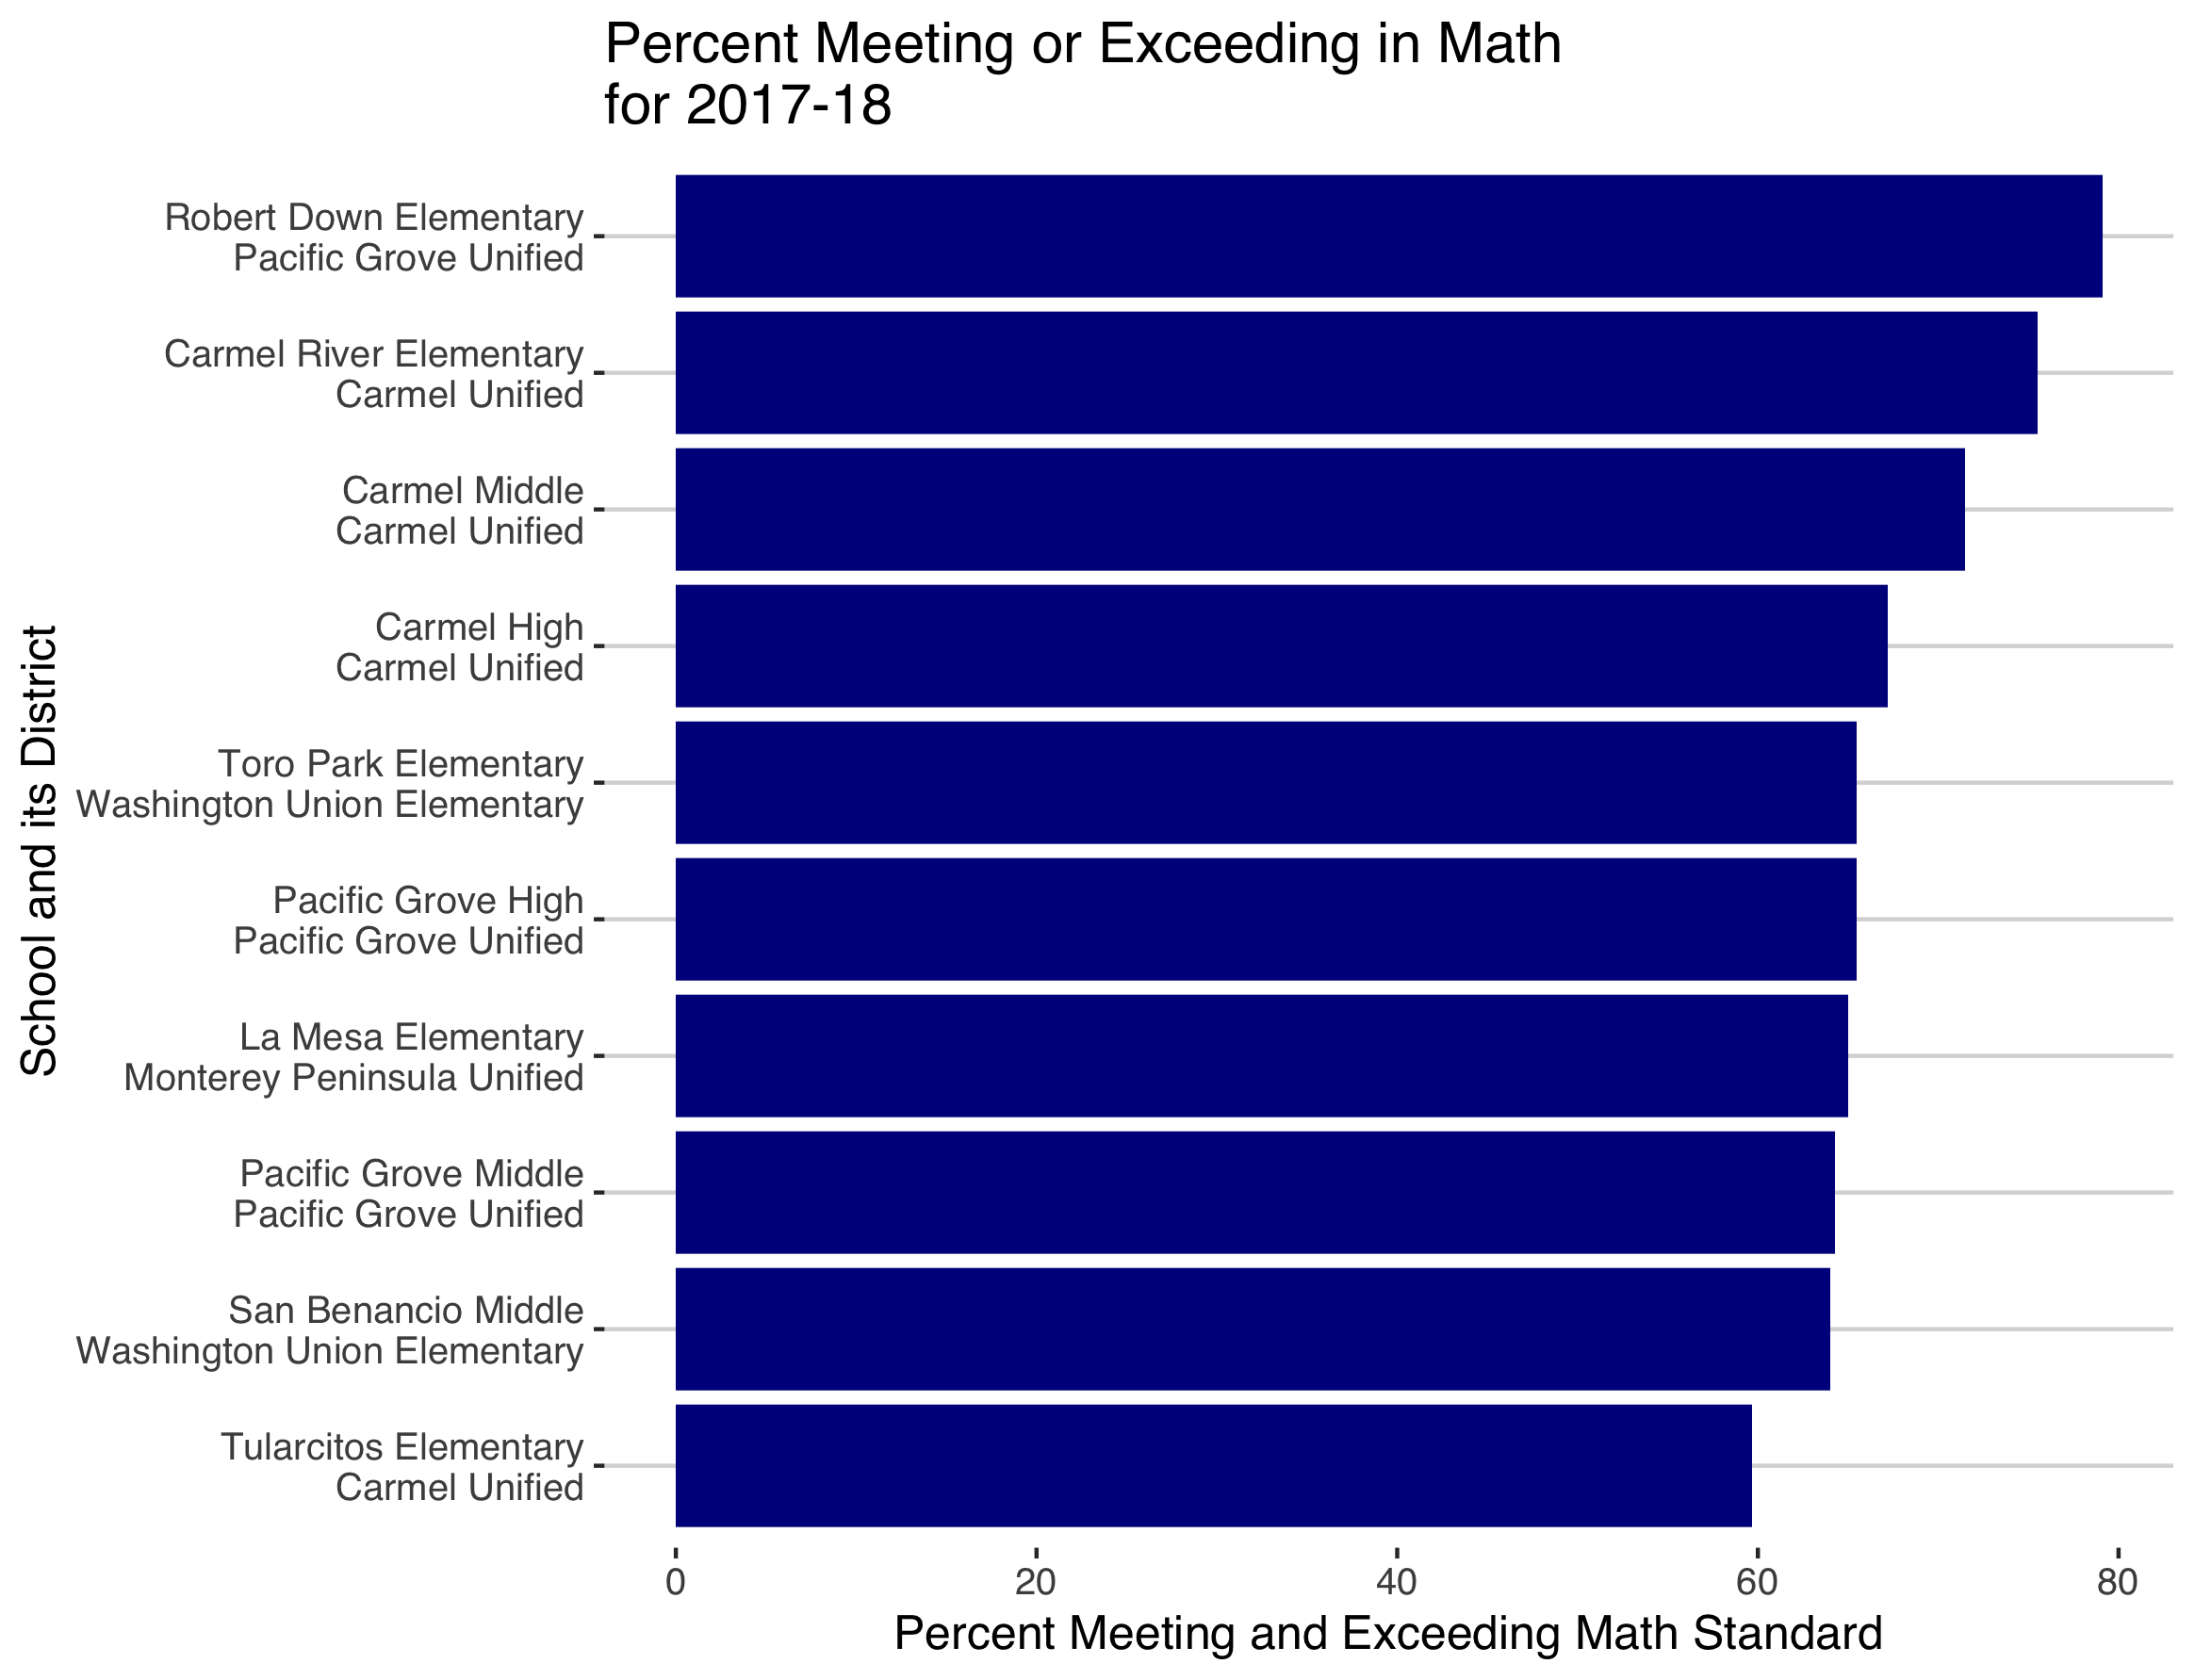 Percent Meeting or Exceeding in Math
for 2017-18
School and its District
Robert Down Elementary
Pacific Grove Unified
Carmel River Elementary
Carmel Unified
Carmel Middle
Carmel Unified
Carmel High
Carmel Unified
Toro Park Elementary
Washington Union Elementary
Pacific Grove High
Pacific Grove Unified
La Mesa Elementary
Monterey Peninsula Unified
Pacific Grove Middle
Pacific Grove Unified
San Benancio Middle
Washington Union Elementary
Tularcitos Elementary
Carmel Unified
0 20 40 60 80
Percent Meeting and Exceeding Math Standard